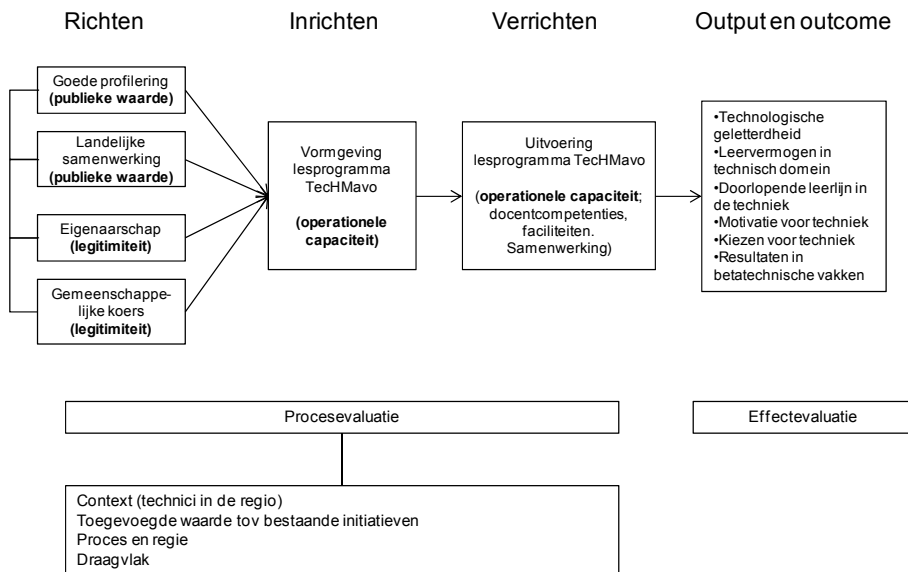 Richten
Inrichten
Verrichten
Output en outcome
Goede profilering
(publieke waarde)
Landelijke
samenwerking
(publieke waarde)
Eigenaarschap
(legitimiteit)
Gemeenschappe-
lijke koers
(legitimiteit)
Vormgeving
lesprogramma
TecHMavo
(operationele
capaciteit)
Uitvoering
lesprogramma TecHMavo
(operationele capaciteit;
docentcompetenties,
faciliteiten.
Samenwerking)
•Technologische
geletterdheid
•Leervermogen in
technisch domein
•Doorlopende leerlijn in
de techniek
•Motivatie voor techniek
•Kiezen voor techniek
•Resultaten in
betatechnische vakken
Procesevaluatie
Effectevaluatie
Context (technici in de regio)
Toegevoegde waarde tov bestaande initiatieven
Proces en regie
Draagvlak